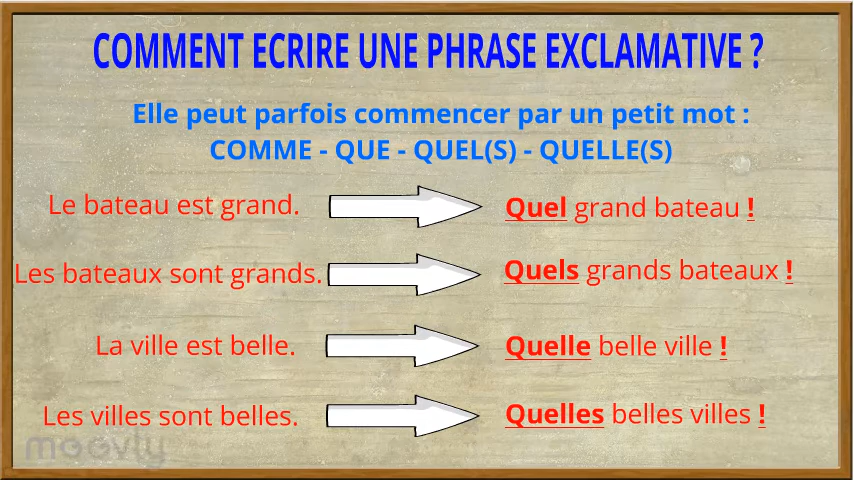 COMMENT ECRIRE UNE PHRASE EXCLAMATIVE ?
Elle peut parfois commencer par un petit mot :
COMME - QUE - QUEL(S) - QUELLE(S)
Le bateau est grand. Quel grand bateau !
Les bateaux sont grands. Quels grands bateaux !
La ville est belle. Quelle belle ville !
Les villes sont belles. Quelles belles villes !
moovly